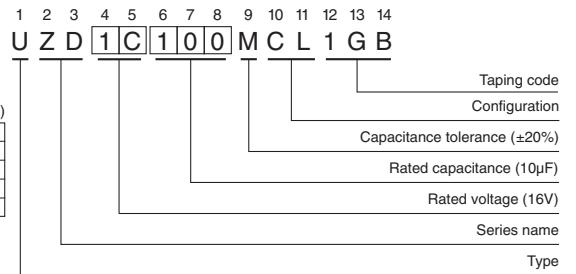 1 2 3 4 5 6 7 8 9 10 11 12 13 14
U Z D 1 C 1 0 0 M C L 1 G B
Taping code
Configuration
)
Capacitance tolerance (±20%)
Rated capacitance (10µF)
Rated voltage (16V)
Series name
Type